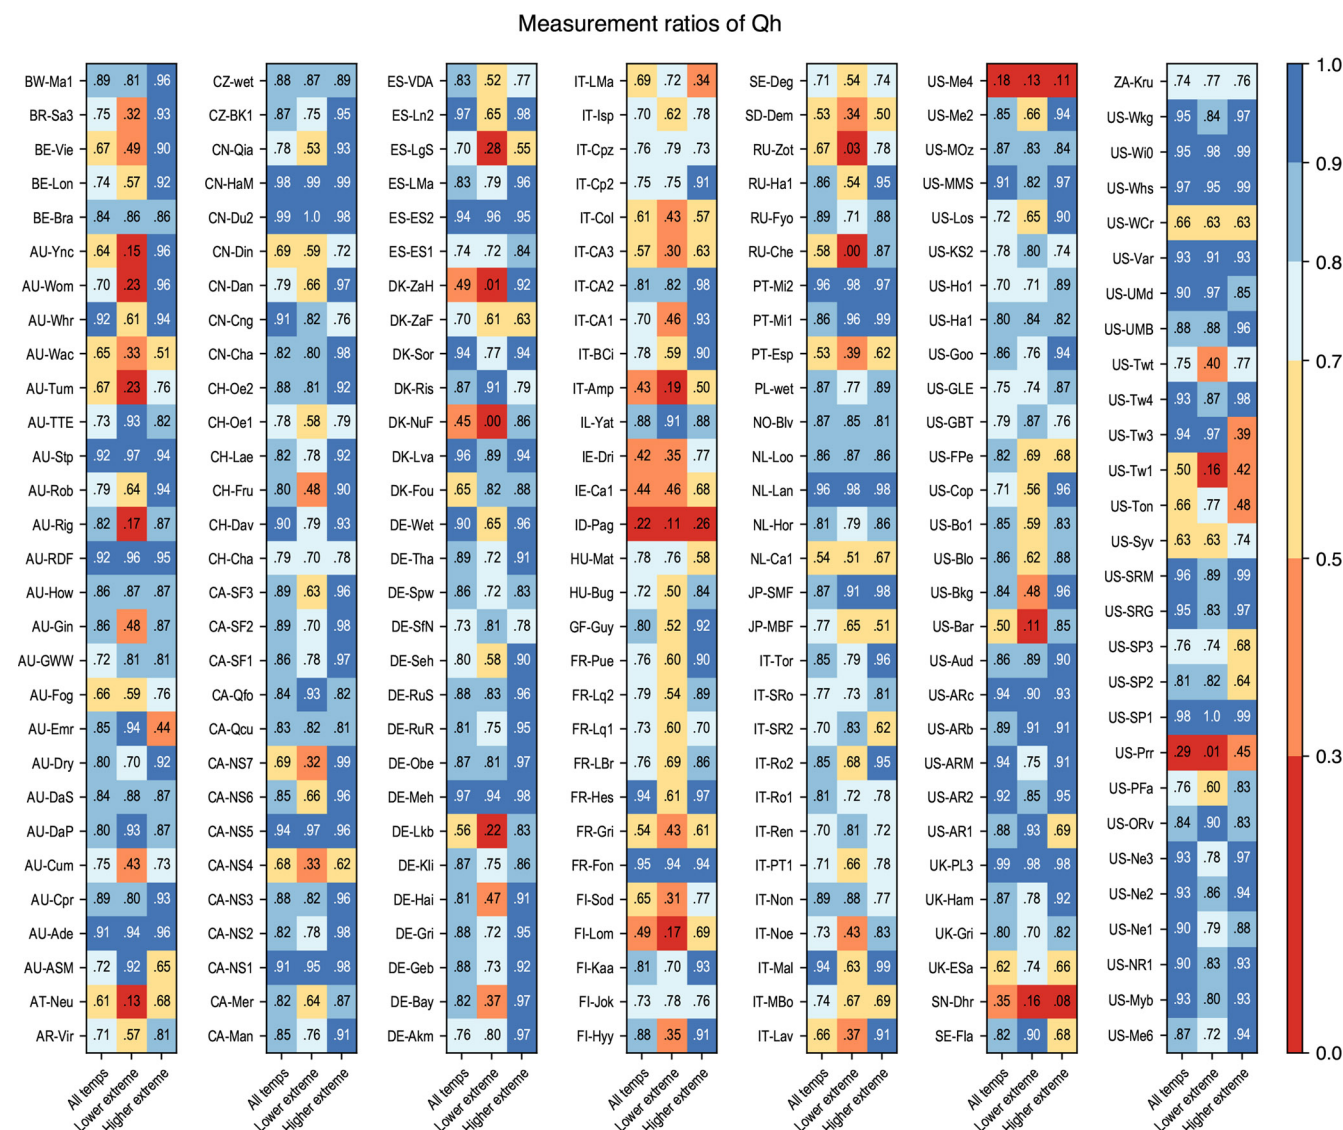 Measurement ratios of Qh
BW-Ma1 .89 .81 .96
BR-Sa3 .75 .32 .93
BE-Vie .67 .49 .90
BE-Lon .74 .57 .92
BE-Bra .84 .86 .86
AU-Ync .64 .15 .96
AU-Wom .70 .23 .96
AU-Whr .92 .61 .94
AU-Wac .65 .33 .51
AU-Tum .67 .23 .76
AU-TTE .73 .93 .82
AU-Stp .92 .97 .94
AU-Rob .79 .64 .94
AU-Rig .82 .17 .87
AU-RDF .92 .96 .95
AU-How .86 .87 .87
AU-Gin .86 .48 .87
AU-GWW .72 .81 .81
AU-Fog .66 .59 .76
AU-Emr .85 .94 .44
AU-Dry .80 .70 .92
AU-DaS .84 .88 .87
AU-DaP .80 .93 .87
AU-Cum .75 .43 .73
AU-Cpr .89 .80 .93
AU-Ade .91 .94 .96
AU-ASM .72 .92 .65
AT-Neu .61 .13 .68
AR-Vir .71 .57 .81
All temps
Lower extreme
Higher extreme
CZ-wet .88 .87 .89
CZ-BK1 .87 .75 .95
CN-Qia .78 .53 .93
CN-HaM .98 .99 .99
CN-Du2 .99 1.0 .98
CN-Din .69 .59 .72
CN-Dan .79 .66 .97
CN-Cng .91 .82 .76
CN-Cha .82 .80 .98
CH-Oe2 .88 .81 .92
CH-Oe1 .78 .58 .79
CH-Lae .82 .78 .92
CH-Fru .80 .48 .90
CH-Dav .90 .79 .93
CH-Cha .79 .70 .78
CA-SF3 .89 .63 .96
CA-SF2 .89 .70 .98
CA-SF1 .86 .78 .97
CA-Qfo .84 .93 .82
CA-Qcu .83 .82 .81
CA-NS7 .69 .32 .99
CA-NS6 .85 .66 .96
CA-NS5 .94 .97 .96
CA-NS4 .68 .33 .62
CA-NS3 .88 .82 .96
CA-NS2 .82 .78 .98
CA-NS1 .91 .95 .98
CA-Mer .82 .64 .87
CA-Man .85 .76 .91
All temps
Lower extreme
Higher extreme
ES-VDA .83 .52 .77
ES-Ln2 .97 .65 .98
ES-LgS .70 .28 .55
ES-LMa .83 .79 .96
ES-ES2 .94 .96 .95
ES-ES1 .74 .72 .84
DK-ZaH .49 .01 .92
DK-ZaF .70 .61 .63
DK-Sor .94 .77 .94
DK-Ris .87 .91 .79
DK-NuF .45 .00 .86
DK-Lva .96 .89 .94
DK-Fou .65 .82 .88
DE-Wet .90 .65 .96
DE-Tha .89 .72 .91
DE-Spw .86 .72 .83
DE-SfN .73 .81 .78
DE-Seh .80 .58 .90
DE-RuS .88 .83 .96
DE-RuR .81 .75 .95
DE-Obe .87 .81 .97
DE-Meh .97 .94 .98
DE-Lkb .56 .22 .83
DE-Kli .87 .75 .86
DE-Hai .81 .47 .91
DE-Gri .88 .72 .95
DE-Geb .88 .73 .92
DE-Bay .82 .37 .97
DE-Akm .76 .80 .97
All temps
Lower extreme
Higher extreme
IT-LMa .69 .72 .34
IT-Isp .70 .62 .78
IT-Cpz .76 .79 .73
IT-Cp2 .75 .75 .91
IT-Col .61 .43 .57
IT-CA3 .57 .30 .63
IT-CA2 .81 .82 .98
IT-CA1 .70 .46 .93
IT-BCi .78 .59 .90
IT-Amp .43 .19 .50
IL-Yat .88 .91 .88
IE-Dri .42 .35 .77
IE-Ca1 .44 .46 .68
ID-Pag .22 .11 .26
HU-Mat .78 .76 .58
HU-Bug .72 .50 .84
GF-Guy .80 .52 .92
FR-Pue .76 .60 .90
FR-Lq2 .79 .54 .89
FR-Lq1 .73 .60 .70
FR-LBr .76 .69 .86
FR-Hes .94 .61 .97
FR-Gri .54 .43 .61
FR-Fon .95 .94 .94
FI-Sod .65 .31 .77
FI-Lom .49 .17 .69
FI-Kaa .81 .70 .93
FI-Jok .73 .78 .76
FI-Hyy .88 .35 .91
All temps
Lower extreme
Higher extreme
SE-Deg .71 .54 .74
SD-Dem .53 .34 .50
RU-Zot .67 .03 .78
RU-Ha1 .86 .54 .95
RU-Fyo .89 .71 .88
RU-Che .58 .00 .87
PT-Mi2 .96 .98 .97
PT-Mi1 .86 .96 .99
PT-Esp .53 .39 .62
PL-wet .87 .77 .89
NO-Blv .87 .85 .81
NL-Loo .86 .87 .86
NL-Lan .96 .98 .98
NL-Hor .81 .79 .86
NL-Ca1 .54 .51 .67
JP-SMF .87 .91 .98
JP-MBF .77 .65 .51
IT-Tor .85 .79 .96
IT-SRo .77 .73 .81
IT-SR2 .70 .83 .62
IT-Ro2 .85 .68 .95
IT-Ro1 .81 .72 .78
IT-Ren .70 .81 .72
IT-PT1 .71 .66 .78
IT-Non .89 .88 .77
IT-Noe .73 .43 .83
IT-Mal .94 .63 .99
IT-MBo .74 .67 .69
IT-Lav .66 .37 .91
All temps
Lower extreme
Higher extreme
US-Me4 .18 .13 .11
US-Me2 .85 .66 .94
US-MOz .87 .83 .84
US-MMS .91 .82 .97
US-Los .72 .65 .90
US-KS2 .78 .80 .74
US-Ho1 .70 .71 .89
US-Ha1 .80 .84 .82
US-Goo .86 .76 .94
US-GLE .75 .74 .87
US-GBT .79 .87 .76
US-FPe .82 .69 .68
US-Cop .71 .56 .96
US-Bo1 .85 .59 .83
US-Blo .86 .62 .88
US-Bkg .84 .48 .96
US-Bar .50 .11 .85
US-Aud .86 .89 .90
US-ARc .94 .90 .93
US-ARb .89 .91 .91
US-ARM .94 .75 .91
US-AR2 .92 .85 .95
US-AR1 .88 .93 .69
UK-PL3 .99 .98 .98
UK-Ham .87 .78 .92
UK-Gri .80 .70 .82
UK-ESa .62 .74 .66
SN-Dhr .35 .16 .08
SE-Fla .82 .90 .68
All temps
Lower extreme
Higher extreme
ZA-Kru .74 .77 .76
US-Wkg .95 .84 .97
US-Wi0 .95 .98 .99
US-Whs .97 .95 .99
US-WCr .66 .63 .63
US-Var .93 .91 .93
US-UMd .90 .97 .85
US-UMB .88 .88 .96
US-Twt .75 .40 .77
US-Tw4 .93 .87 .98
US-Tw3 .94 .97 .39
US-Tw1 .50 .16 .42
US-Ton .66 .77 .48
US-Syv .63 .63 .74
US-SRM .96 .89 .99
US-SRG .95 .83 .97
US-SP3 .76 .74 .68
US-SP2 .81 .82 .64
US-SP1 .98 1.0 .99
US-Prr .29 .01 .45
US-PFa .76 .60 .83
US-ORv .84 .90 .83
US-Ne3 .93 .78 .97
US-Ne2 .93 .86 .94
US-Ne1 .90 .79 .88
US-NR1 .90 .83 .93
US-Myb .93 .80 .93
US-Me6 .87 .72 .94
All temps
Lower extreme
Higher extreme
1.0
0.9
0.8
0.7
0.5
0.3
0.0